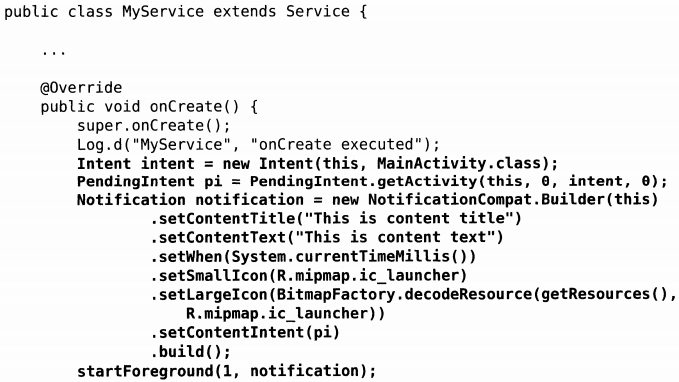 public class MyService extends Service {
...
@Override
public void onCreate() {
super.onCreate();
Log.d("MyService", "onCreate executed");
Intent intent = new Intent(this, MainActivity.class);
PendingIntent pi = PendingIntent.getActivity(this, 0, intent, 0);
Notification notification = new NotificationCompat.Builder(this)
.setContentTitle("This is content title")
.setContentText("This is content text")
.setWhen(System.currentTimeMillis())
.setSmallIcon(R.mipmap.ic_launcher)
.setLargeIcon(BitmapFactory.decodeResource(getResources(),
R.mipmap.ic_launcher))
.setContentIntent(pi)
.build();
startForeground(1, notification);